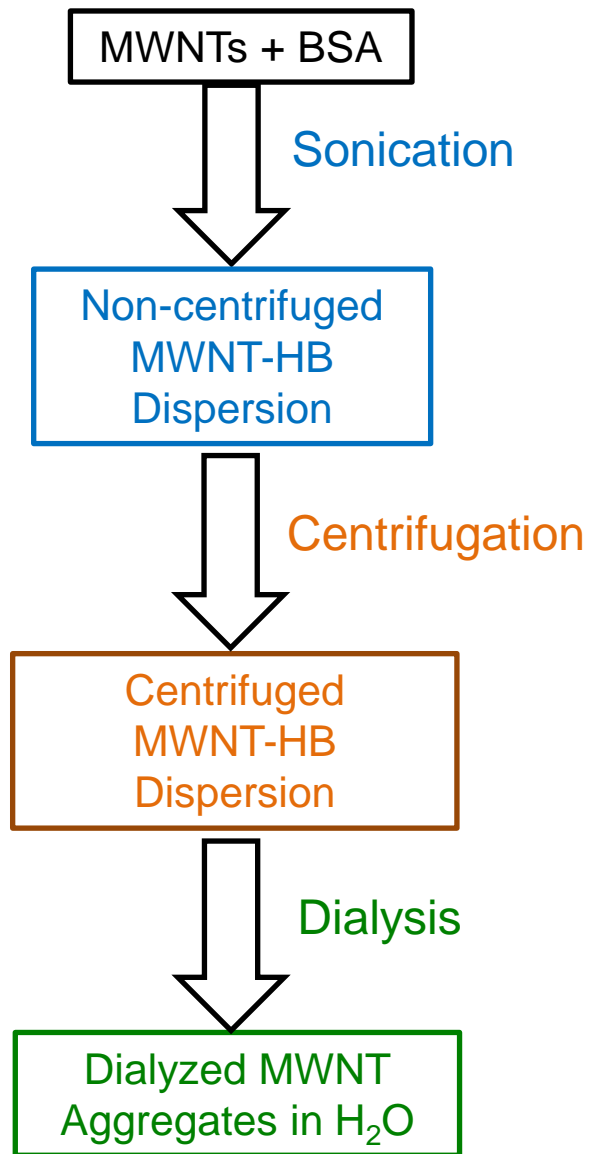 MWNTs + BSA
Sonication
Non-centrifuged
MWNT-HB
Dispersion
Centrifugation
Centrifuged
MWNT-HB
Dispersion
Dialysis
Dialyzed MWNT
Aggregates in H₂O